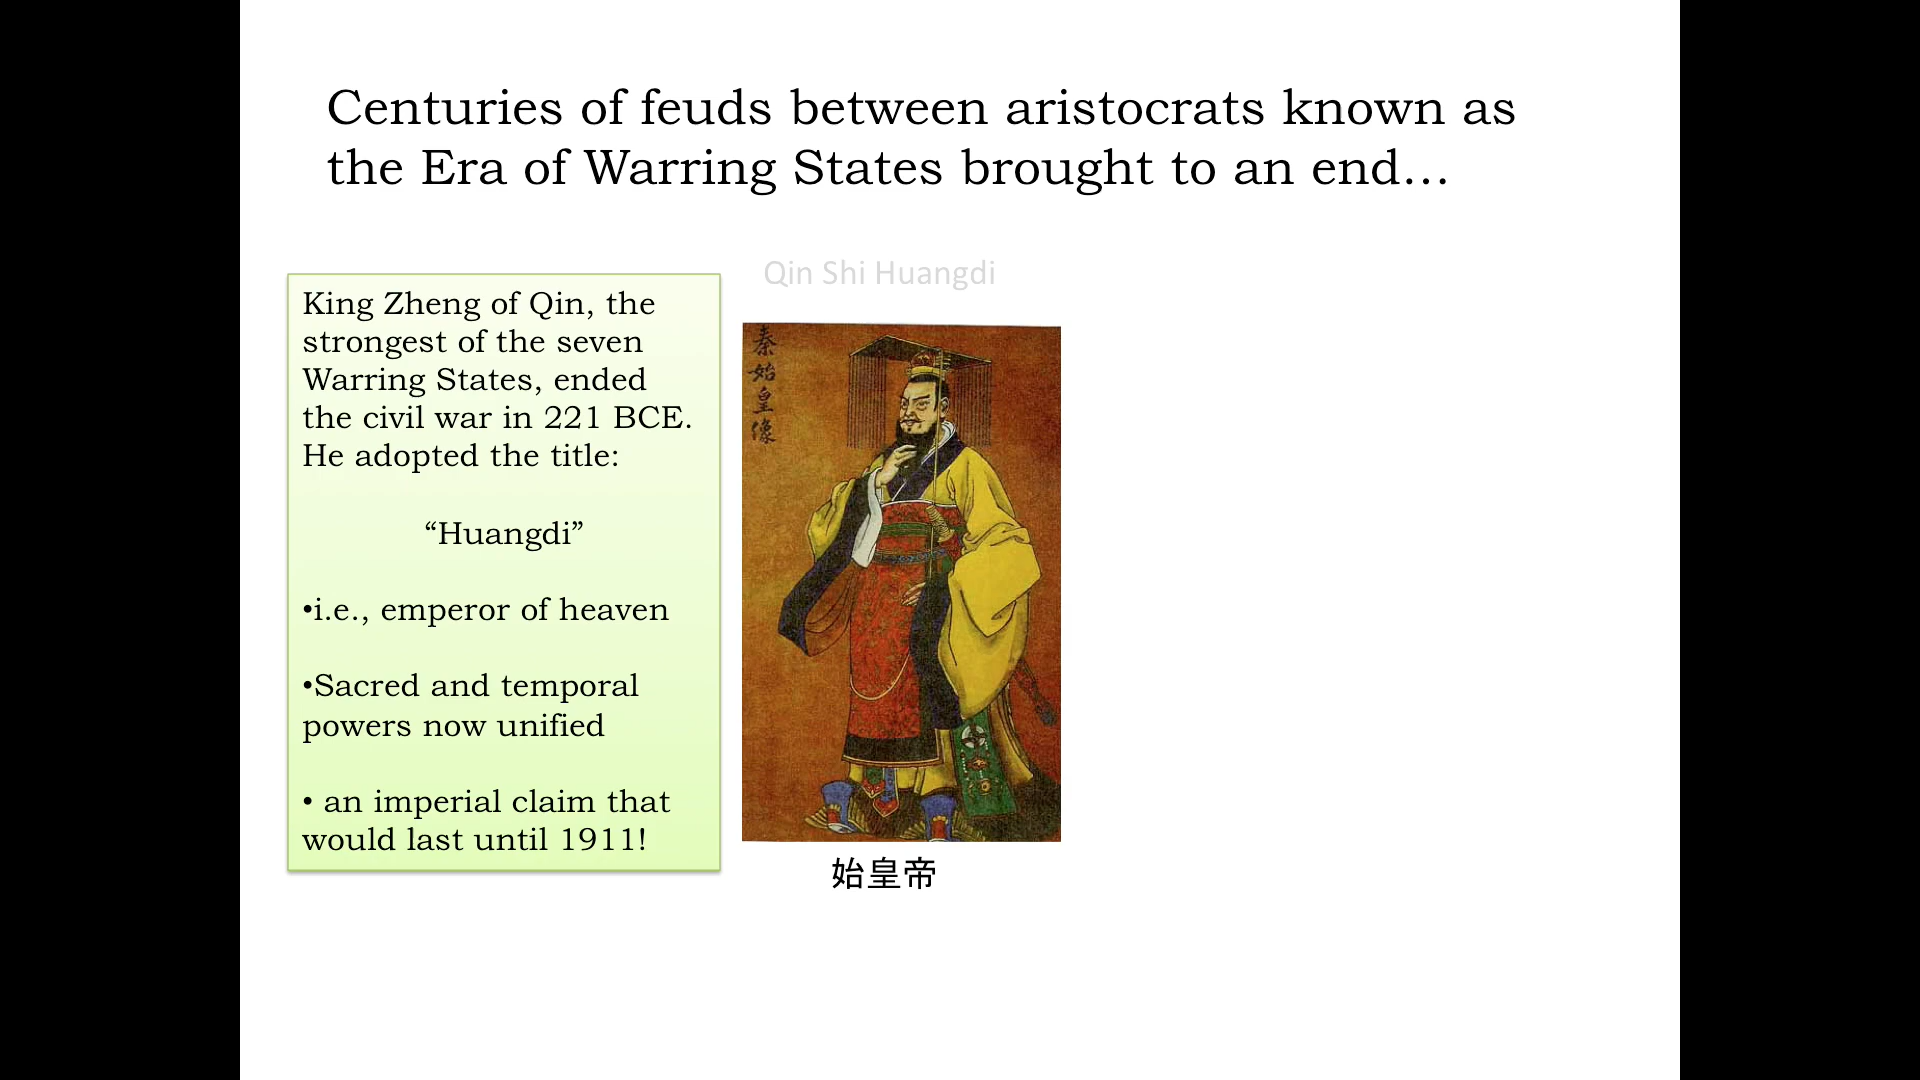 Centuries of feuds between aristocrats known as
the Era of Warring States brought to an end…
Qin Shi Huangdi
King Zheng of Qin, the
strongest of the seven
Warring States, ended
the civil war in 221 BCE.
He adopted the title:
“Huangdi”
•i.e., emperor of heaven
•Sacred and temporal
powers now unified
• an imperial claim that
would last until 1911!
秦始皇像
始皇帝